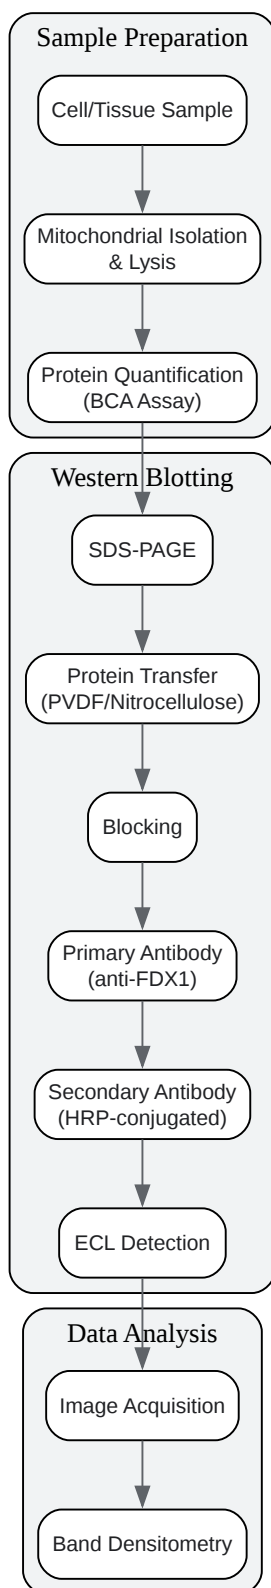 Sample Preparation
Cell/Tissue Sample
Mitochondrial Isolation
& Lysis
Protein Quantification
(BCA Assay)
Western Blotting
SDS-PAGE
Protein Transfer
(PVDF/Nitrocellulose)
Blocking
Primary Antibody
(anti-FDX1)
Secondary Antibody
(HRP-conjugated)
ECL Detection
Data Analysis
Image Acquisition
Band Densitometry